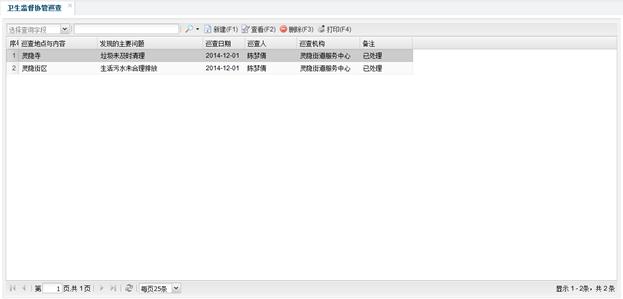 卫生监督协管巡查
选择查询字段 新建(F1) 查看(F2) 删除(F3) 打印(F4)
序 巡查地点与内容 发现的主要问题 巡查日期 巡查人 巡查机构 备注
1 灵隐寺 垃圾未及时清理 2014-12-01 陈梦倩 灵隐街道服务中心 已处理
2 灵隐街区 生活污水未合理排放 2014-12-01 陈梦倩 灵隐街道服务中心 已处理
第 1 页,共 1页 每页25条 显示 1 - 2条，共 2 条